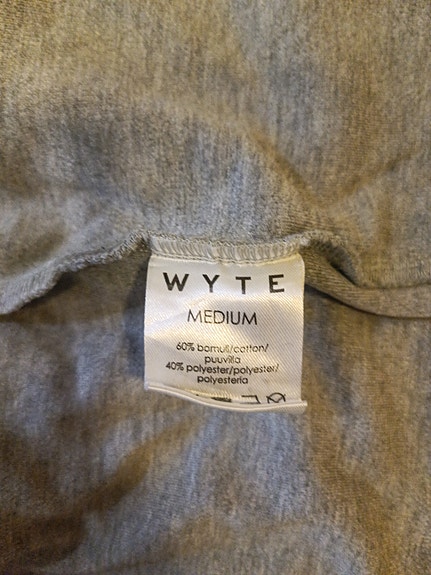 WYTE
MEDIUM
60% bomull/cotton/
puuvilla
40% polyester/polyester/
polyesteria